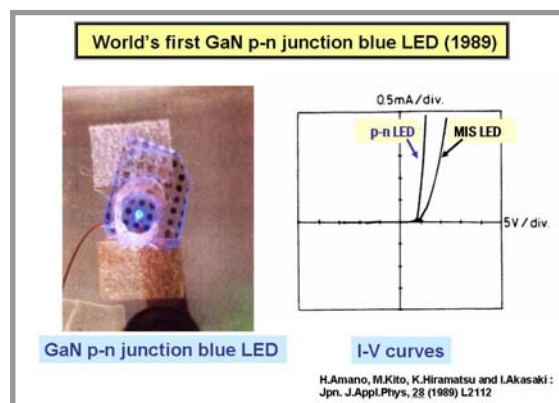 World's first GaN p-n junction blue LED (1989)
0.5mA/div.
p-n LED
MIS LED
5V/div.
GaN p-n junction blue LED
I-V curves
H.Amano, M.Kito, K.Hiramatsu and I.Akasaki :
Jpn. J.Appl.Phys, 28 (1989) L2112